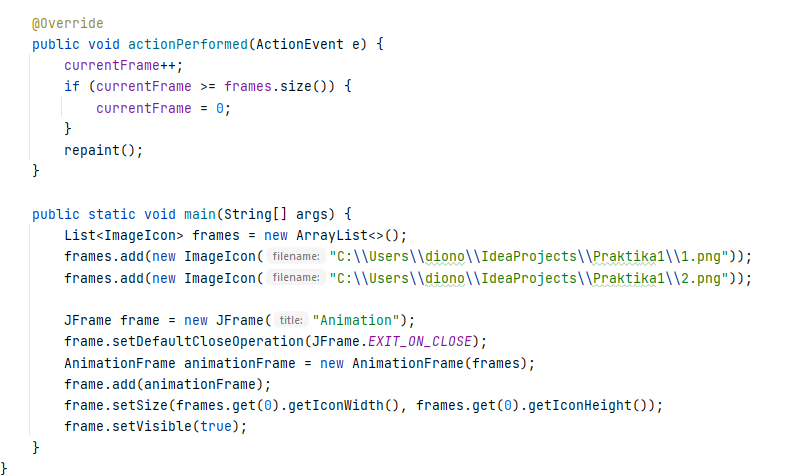 @Override
public void actionPerformed(ActionEvent e) {
currentFrame++;
if (currentFrame >= frames.size()) {
currentFrame = 0;
}
repaint();
}
public static void main(String[] args) {
List<ImageIcon> frames = new ArrayList<>();
frames.add(new ImageIcon( filename: "C:\\Users\\diono\\IdeaProjects\\Praktika1\\1.png"));
frames.add(new ImageIcon( filename: "C:\\Users\\diono\\IdeaProjects\\Praktika1\\2.png"));
JFrame frame = new JFrame( title: "Animation");
frame.setDefaultCloseOperation(JFrame.EXIT_ON_CLOSE);
AnimationFrame animationFrame = new AnimationFrame(frames);
frame.add(animationFrame);
frame.setSize(frames.get(0).getIconWidth(), frames.get(0).getIconHeight());
frame.setVisible(true);
}
}